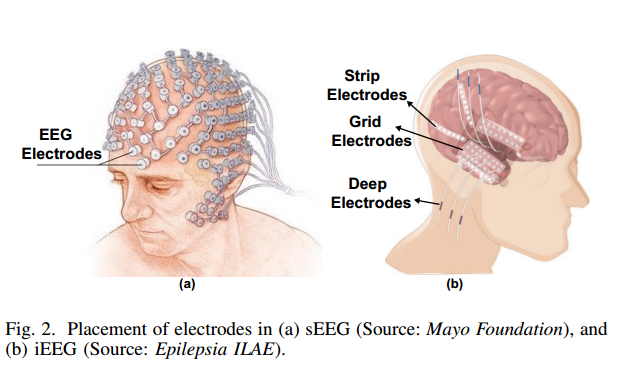 EEG
Electrodes
(a)
Strip
Electrodes
Grid
Electrodes
Deep
Electrodes
(b)
Fig. 2. Placement of electrodes in (a) sEEG (Source: Mayo Foundation), and
(b) iEEG (Source: Epilepsia ILAE).